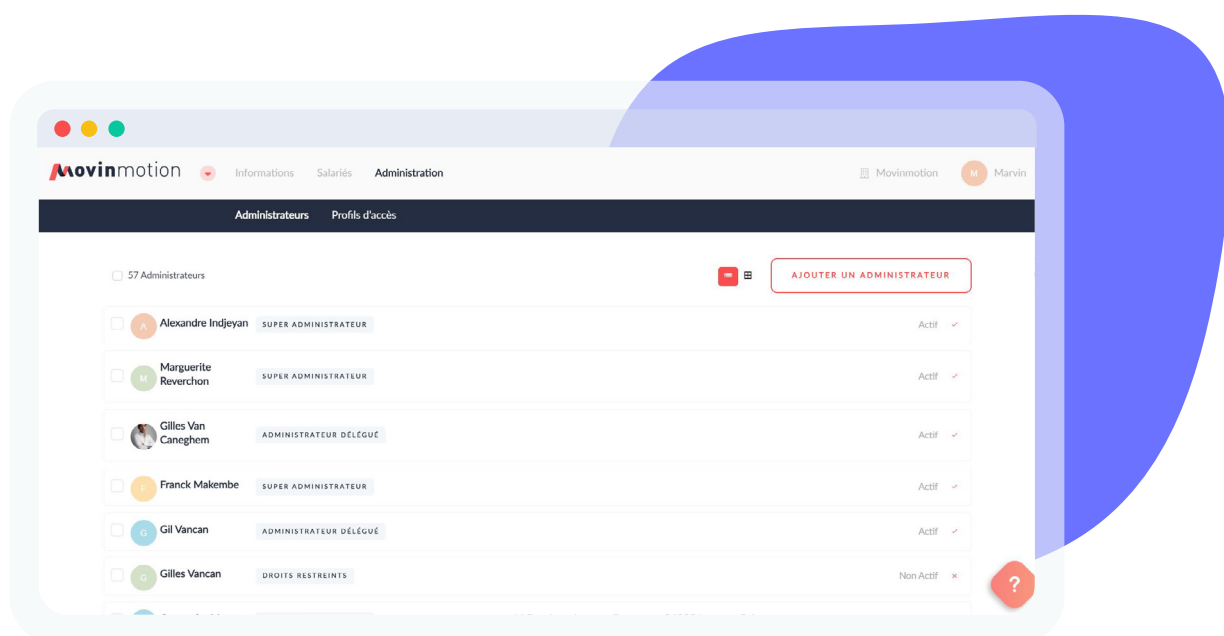 Movinmotion Informations Salariés Administration Movinmotion M Marvin
Administrateurs Profils d'accès
57 Administrateurs AJOUTER UN ADMINISTRATEUR
A Alexandre Indjeyan SUPER ADMINISTRATEUR Actif
Marguerite
M Reverchon SUPER ADMINISTRATEUR Actif
Gilles Van
Caneghem ADMINISTRATEUR DÉLÉGUÉ Actif
F Franck Makembe SUPER ADMINISTRATEUR Actif
G Gil Vancan ADMINISTRATEUR DÉLÉGUÉ Actif
G Gilles Vancan DROITS RESTREINTS Non Actif
?